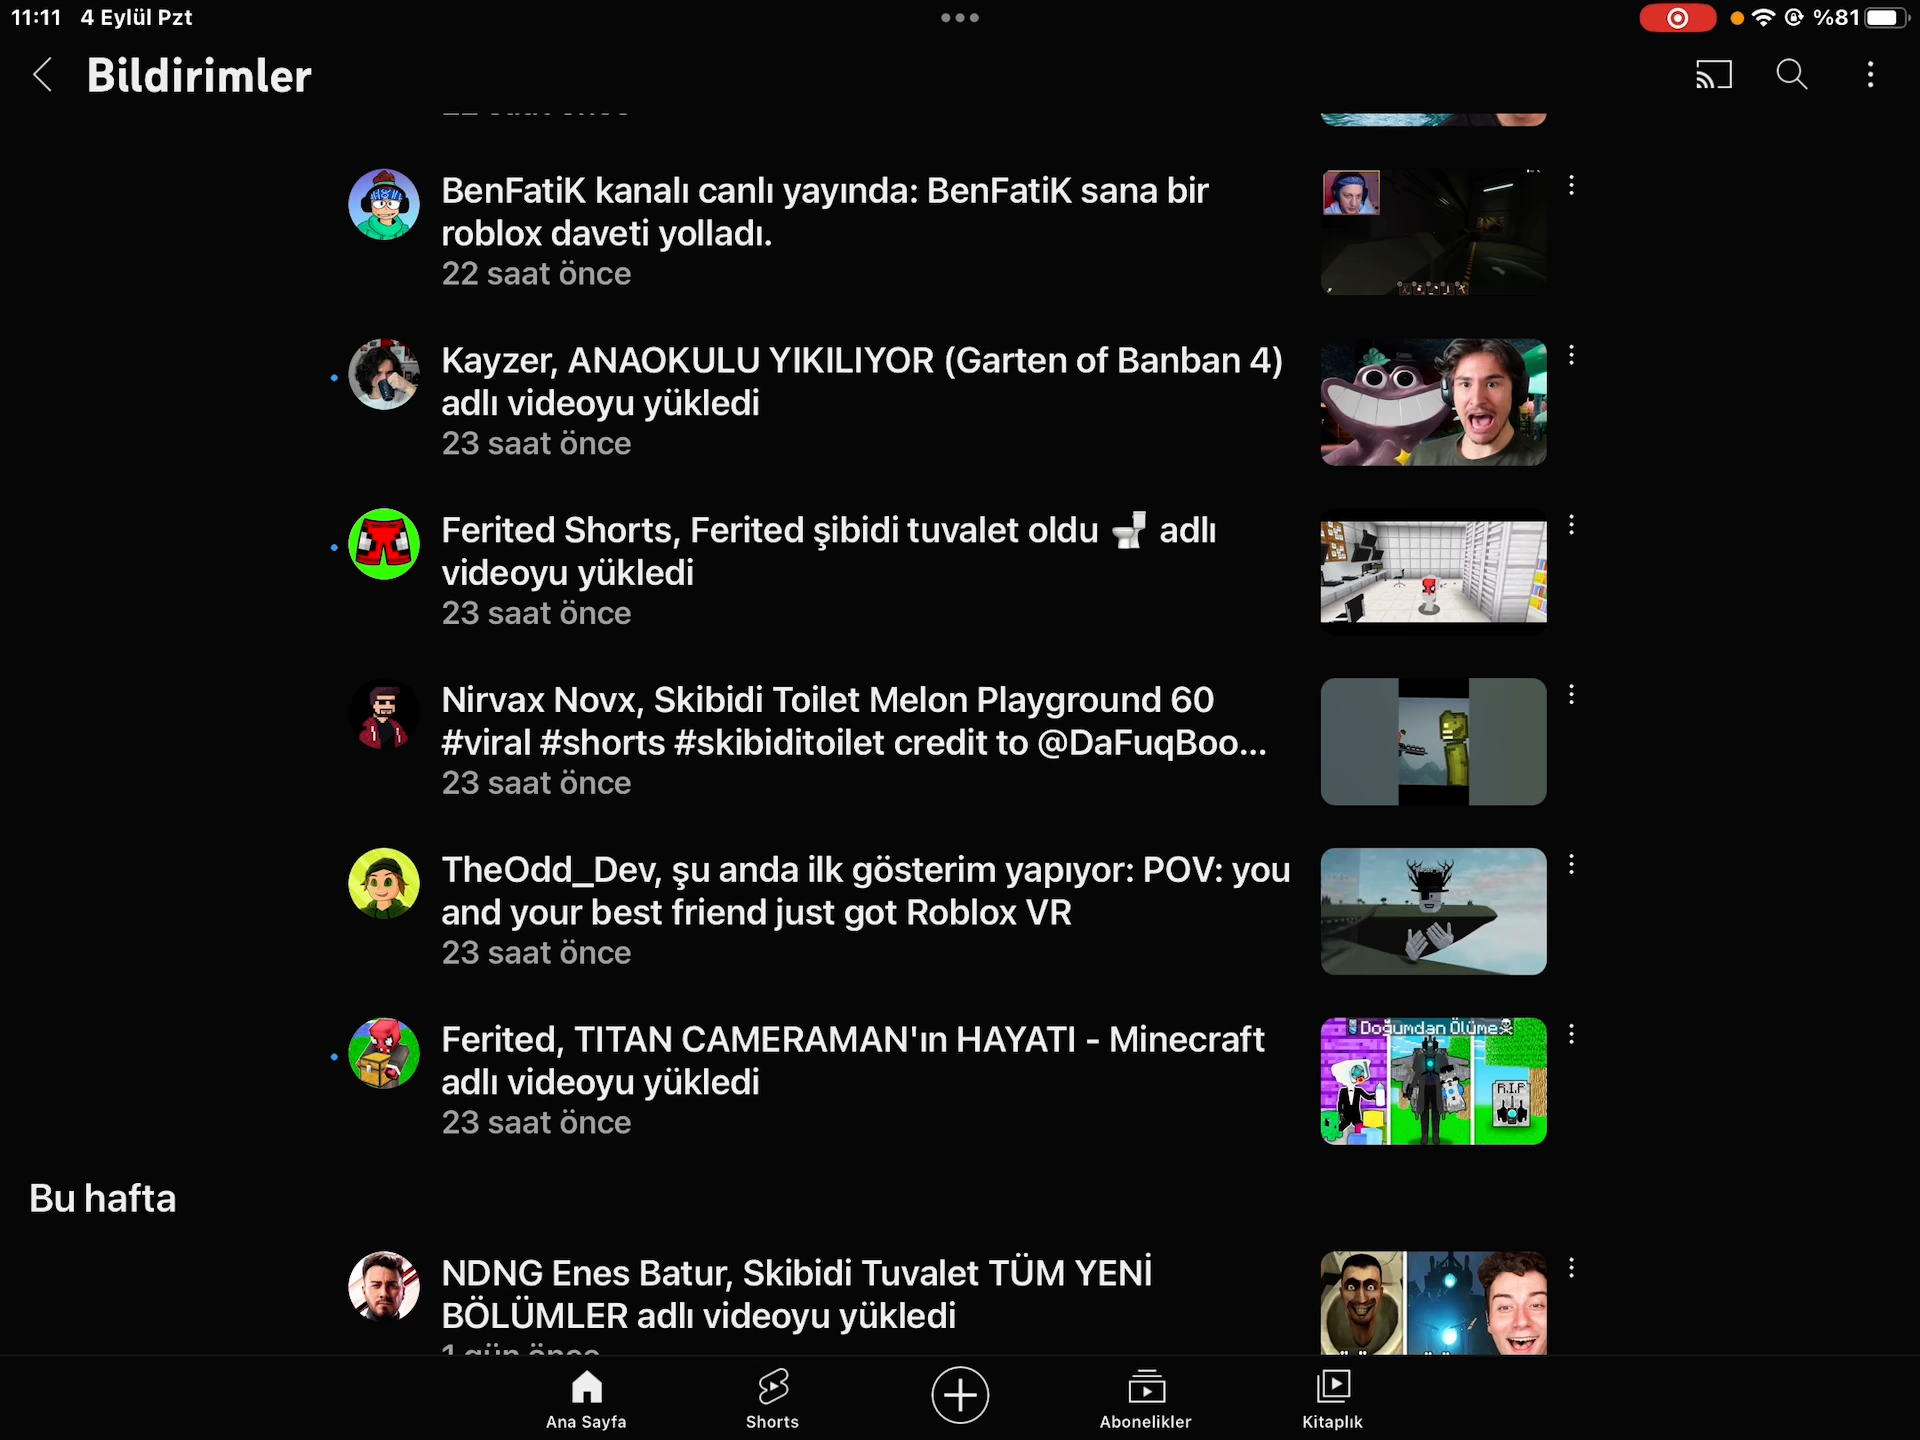 11:11 4 Eylül Pzt
%81
Bildirimler
BenFatiK kanalı canlı yayında: BenFatiK sana bir
roblox daveti yolladı.
22 saat önce
Kayzer, ANAOKULU YIKILIYOR (Garten of Banban 4)
adlı videoyu yükledi
23 saat önce
Ferited Shorts, Ferited şibidi tuvalet oldu 🚽 adlı
videoyu yükledi
23 saat önce
Nirvax Novx, Skibidi Toilet Melon Playground 60
#viral #shorts #skibiditoilet credit to @DaFuqBoo...
23 saat önce
TheOdd_Dev, şu anda ilk gösterim yapıyor: POV: you
and your best friend just got Roblox VR
23 saat önce
Ferited, TITAN CAMERAMAN'ın HAYATI - Minecraft
adlı videoyu yükledi
23 saat önce
Doğumdan Ölüme
R.I.P
Bu hafta
NDNG Enes Batur, Skibidi Tuvalet TÜM YENİ
BÖLÜMLER adlı videoyu yükledi
1 gün önce
Ana Sayfa
Shorts
Abonelikler
Kitaplık